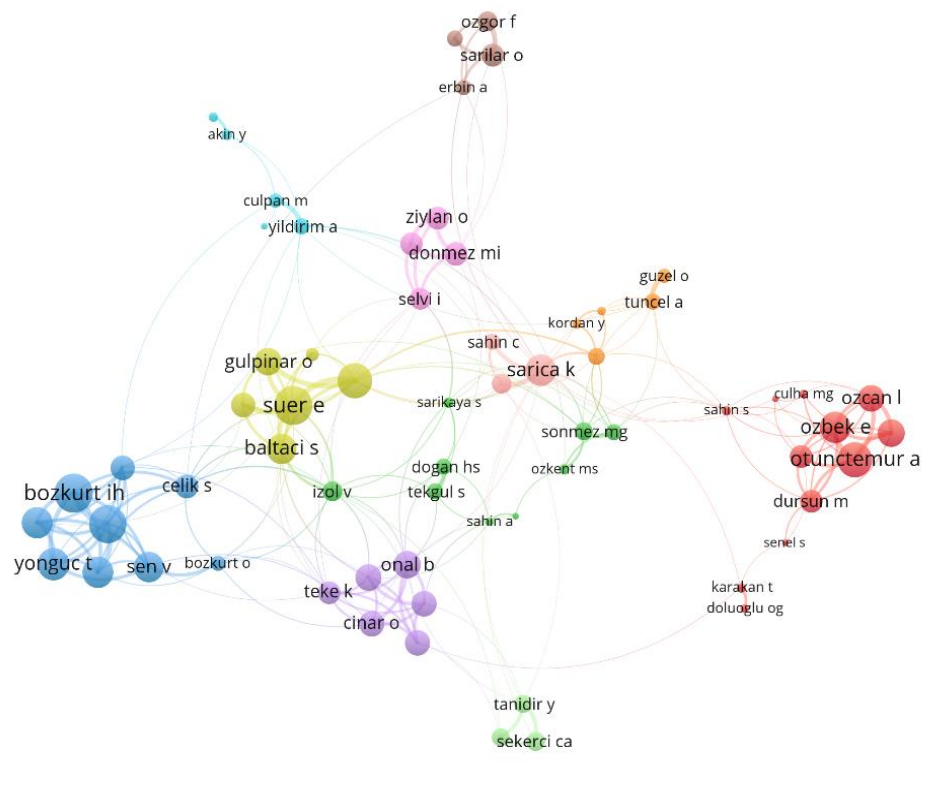 ozgor f
sarilar o
erbin a
akin y
culpan m
yildirim a
ziylan o
donmez mi
selvi i
guzel o
tuncel a
kordan y
sahin c
sarica k
gulpinar o
suer e
baltaci s
sarikaya s
sonmez mg
ozkent ms
dogan hs
tekgul s
izol v
sahin a
sahin s
culha mg
ozcan l
ozbek e
otunctemur a
dursun m
senel s
karakan t
doluoglu og
bozkurt ih
celik s
yonguc t
sen v
bozkurt o
onal b
teke k
cinar o
tanidir y
sekerci ca